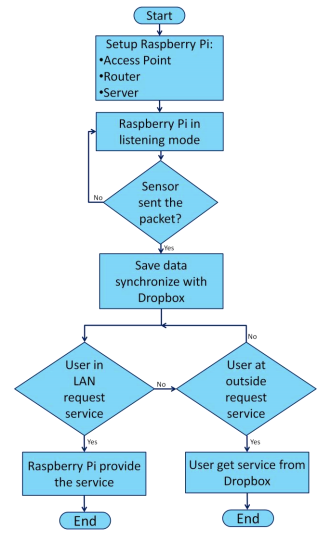 Start
Setup Raspberry Pi:
•Access Point
•Router
•Server
Raspberry Pi in
listening mode
No
Sensor
sent the
packet?
Yes
Save data
synchronize with
Dropbox
No
User in
LAN
request
service
No
User at
outside
request
service
Yes
Yes
Raspberry Pi provide
the service
User get service from
Dropbox
End
End